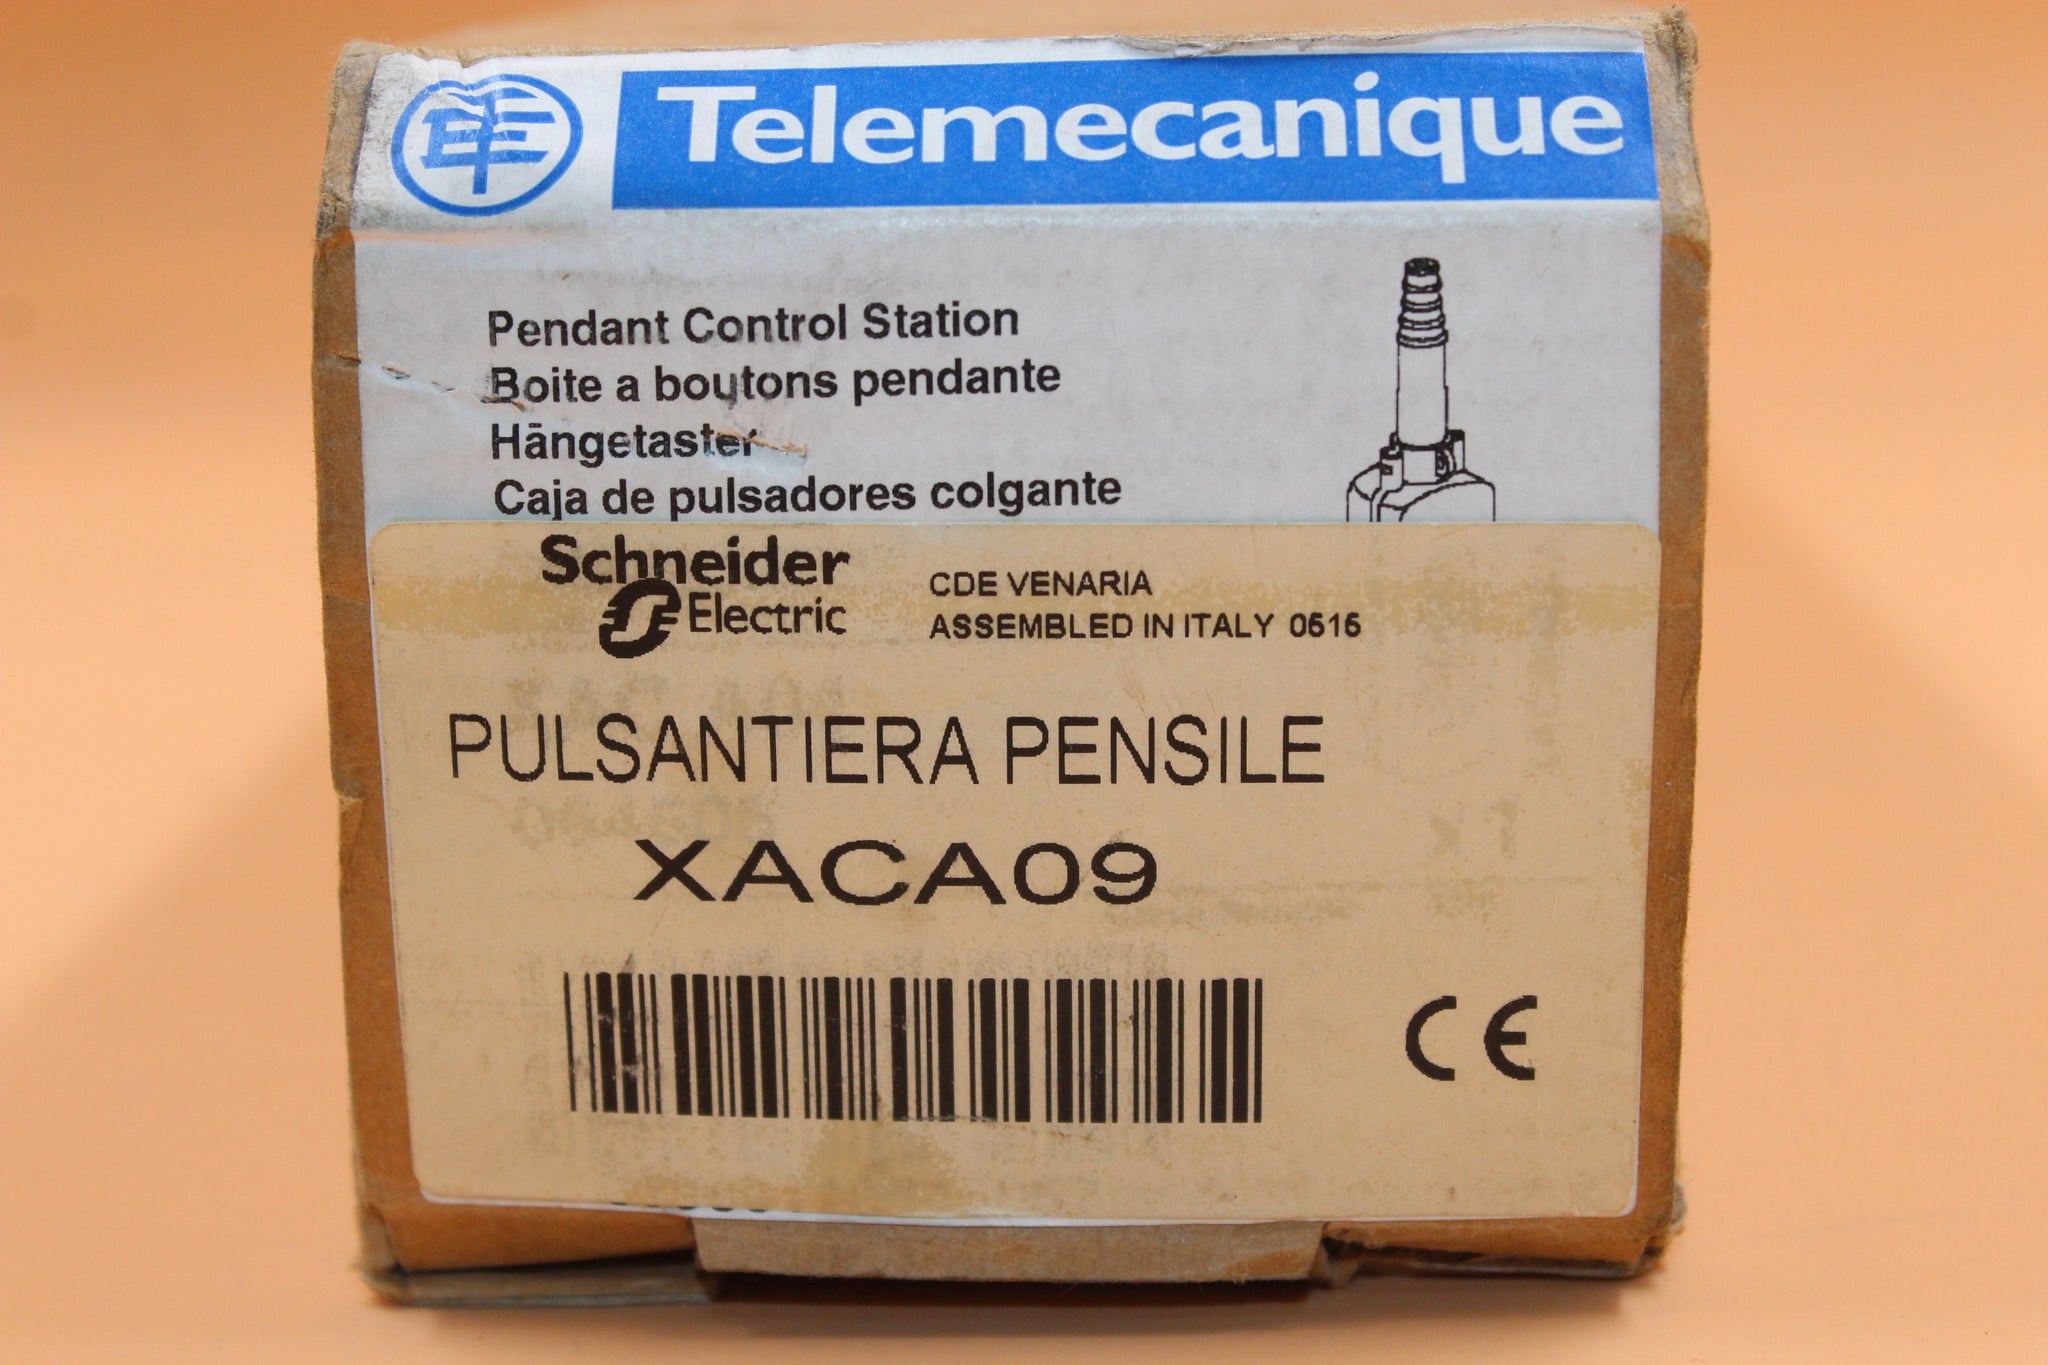 Telemecanique
Pendant Control Station
Boite a boutons pendante
Hängetaster
Caja de pulsadores colgante
Schneider
Electric
CDE VENARIA
ASSEMBLED IN ITALY 0515
PULSANTIERA PENSILE
XACA09
CE